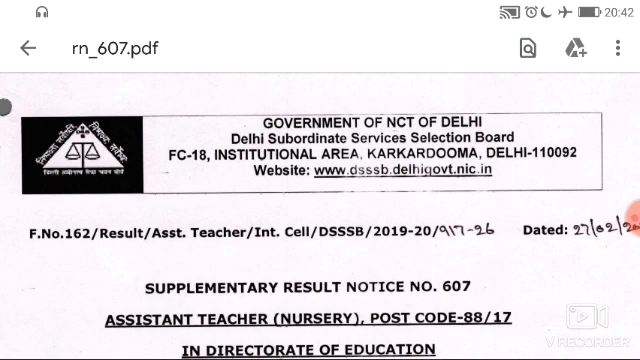 20:42
rn_607.pdf
GOVERNMENT OF NCT OF DELHI
Delhi Subordinate Services Selection Board
FC-18, INSTITUTIONAL AREA, KARKARDOOMA, DELHI-110092
Website: www.dsssb.delhigovt.nic.in
F.No.162/Result/Asst. Teacher/Int. Cell/DSSSB/2019-20/917-26 Dated: 27/02/20
SUPPLEMENTARY RESULT NOTICE NO. 607
ASSISTANT TEACHER (NURSERY), POST CODE-88/17
IN DIRECTORATE OF EDUCATION
V RECORDER